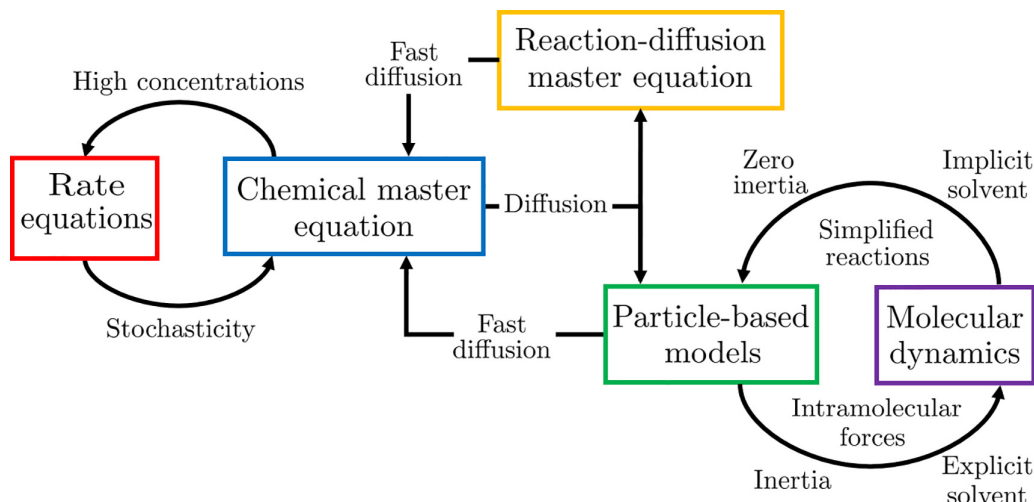 Reaction-diffusion
master equation
Fast
diffusion
High concentrations
Rate
equations
Chemical master
equation
Diffusion
Zero
inertia
Implicit
solvent
Simplified
reactions
Stochasticity
Fast
diffusion
Particle-based
models
Molecular
dynamics
Intramolecular
forces
Inertia
Explicit
solvent